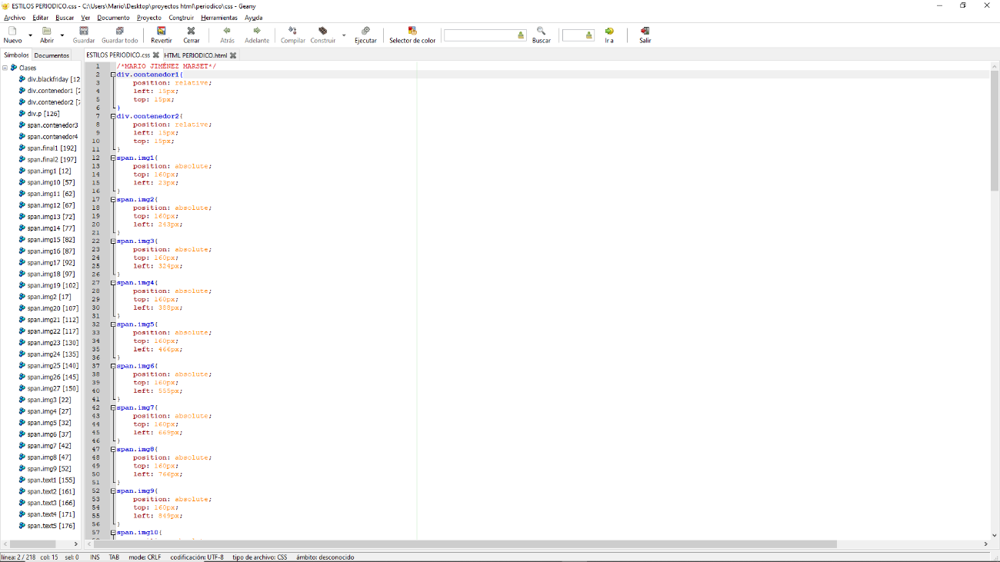 ESTILOS PERIODICO.css - C:\Users\Mario\Desktop\proyectos html\periodico\css - Geany
Archivo Editar Buscar Ver Documento Proyecto Construir Herramientas Ayuda
Nuevo Abrir Guardar Guardar todo Revertir Cerrar Atrás Adelante Compilar Construir Ejecutar Selector de color Buscar Ir a Salir
Símbolos Documentos ESTILOS PERIODICO.css HTML PERIODICO.html
Clases
div.blackfriday [12
div.contenedor1 [2
div.contenedor2 [7
div.p [126]
span.contenedor3
span.contenedor4
span.final1 [192]
span.final2 [197]
span.img1 [12]
span.img10 [57]
span.img11 [62]
span.img12 [67]
span.img13 [72]
span.img14 [77]
span.img15 [82]
span.img16 [87]
span.img17 [92]
span.img18 [97]
span.img19 [102]
span.img2 [17]
span.img20 [107]
span.img21 [112]
span.img22 [117]
span.img23 [130]
span.img24 [135]
span.img25 [140]
span.img26 [145]
span.img27 [150]
span.img3 [22]
span.img4 [27]
span.img5 [32]
span.img6 [37]
span.img7 [42]
span.img8 [47]
span.img9 [52]
span.text1 [155]
span.text2 [161]
span.text3 [166]
span.text4 [171]
span.text5 [176]
1 /*MARIO JIMÉNEZ MARSET*/
2 div.contenedor1{
3 position: relative;
4 left: 15px;
5 top: 15px;
6 }
7 div.contenedor2{
8 position: relative;
9 left: 15px;
10 top: 15px;
11 }
12 span.img1{
13 position: absolute;
14 top: 160px;
15 left: 23px;
16 }
17 span.img2{
18 position: absolute;
19 top: 160px;
20 left: 243px;
21 }
22 span.img3{
23 position: absolute;
24 top: 160px;
25 left: 324px;
26 }
27 span.img4{
28 position: absolute;
29 top: 160px;
30 left: 388px;
31 }
32 span.img5{
33 position: absolute;
34 top: 160px;
35 left: 466px;
36 }
37 span.img6{
38 position: absolute;
39 top: 160px;
40 left: 555px;
41 }
42 span.img7{
43 position: absolute;
44 top: 160px;
45 left: 669px;
46 }
47 span.img8{
48 position: absolute;
49 top: 160px;
50 left: 766px;
51 }
52 span.img9{
53 position: absolute;
54 top: 160px;
55 left: 849px;
56 }
57 span.img10{
línea: 2 / 218 col: 15 sel: 0 INS TAB mode: CRLF codificación: UTF-8 tipo de archivo: CSS ámbito: desconocido